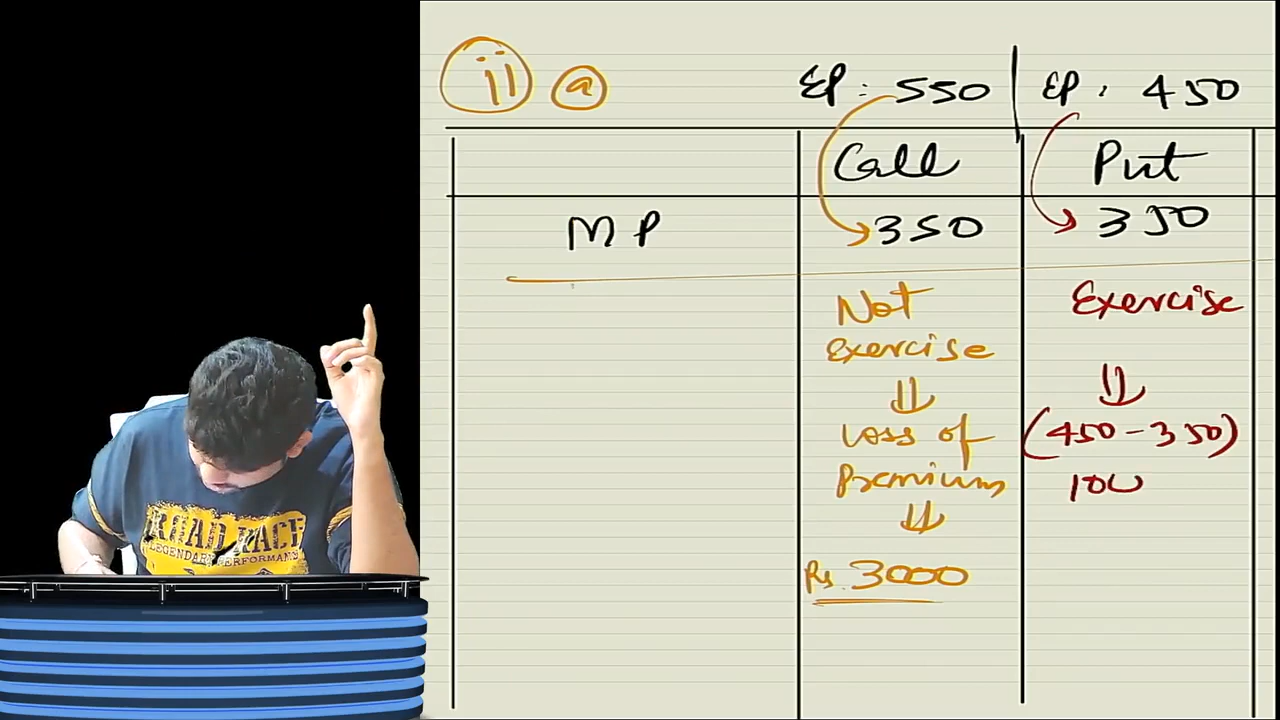 ii a EP : 550 | EP : 450
Call Put
MP 350 350
Not Exercise
Exercise
⇓ ⇓
Loss of (450-350)
Premium 100
⇓
Rs. 3000
ROAD RACE
LEGENDARY PERFORMANC